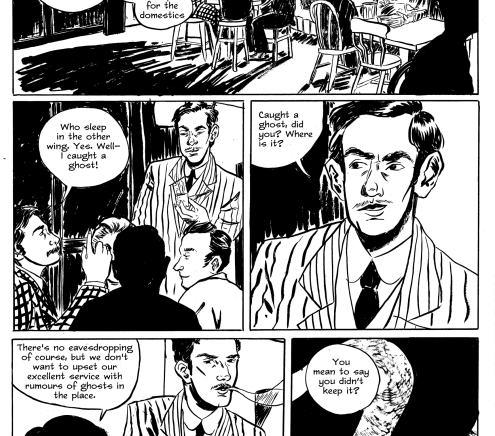 for the
domestics
Who sleep
in the other
wing. Yes. Well–
I caught a
ghost!
Caught a
ghost, did
you? Where
is it?
There's no eavesdropping
of course, but we don't
want to upset our
excellent service with
rumours of ghosts in
the place.
You
mean to say
you didn't
keep it?